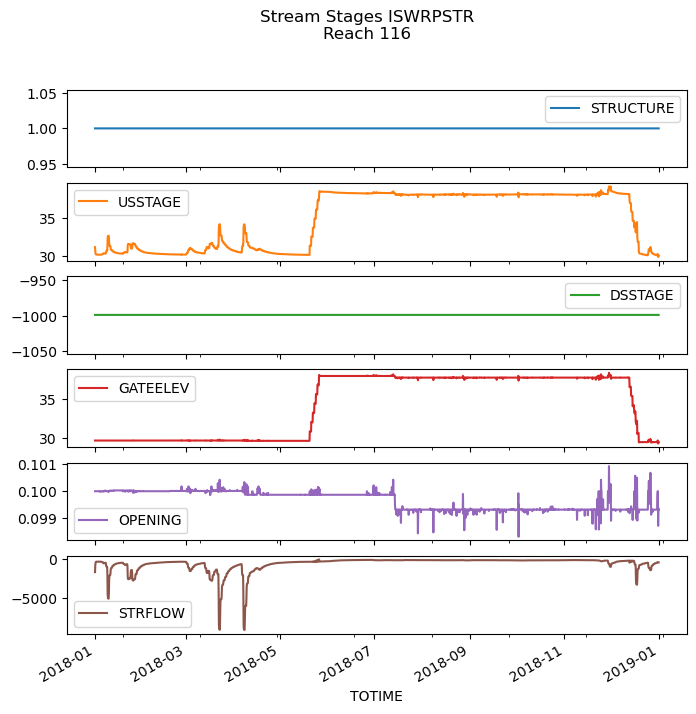 Stream Stages ISWRPSTR
Reach 116
1.05
1.00
0.95
STRUCTURE
35
30
USSTAGE
−950
−1000
−1050
DSSTAGE
35
30
GATEELEV
0.101
0.100
0.099
OPENING
0
−5000
STRFLOW
2018-01
2018-03
2018-05
2018-07
2018-09
2018-11
2019-01
TOTIME